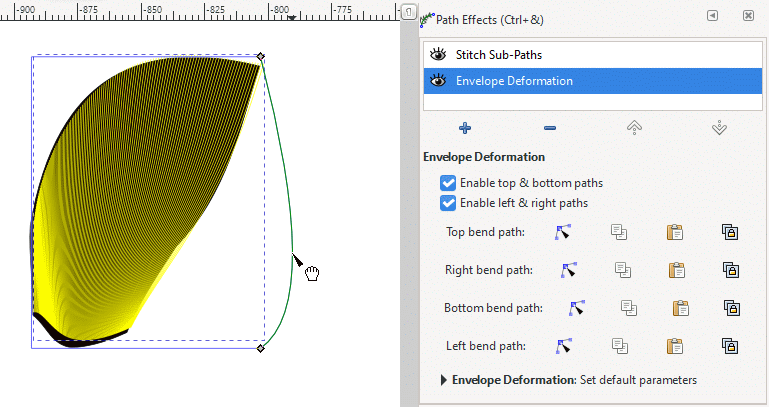 -900 -875 -850 -825 -800 -775
Path Effects (Ctrl+&)
Stitch Sub-Paths
Envelope Deformation
Envelope Deformation
Enable top & bottom paths
Enable left & right paths
Top bend path:
Right bend path:
Bottom bend path:
Left bend path:
Envelope Deformation: Set default parameters